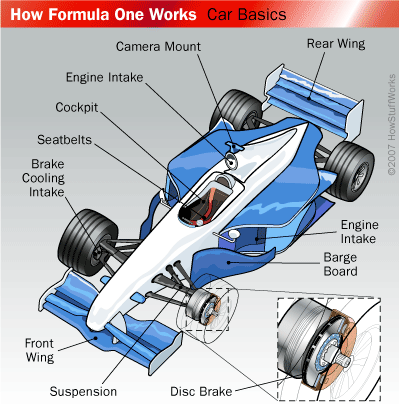 How Formula One Works Car Basics
Camera Mount
Rear Wing
Engine Intake
Cockpit
Seatbelts
Brake
Cooling
Intake
©2007 HowStuffWorks
Engine
Intake
Barge
Board
Front
Wing
Suspension
Disc Brake